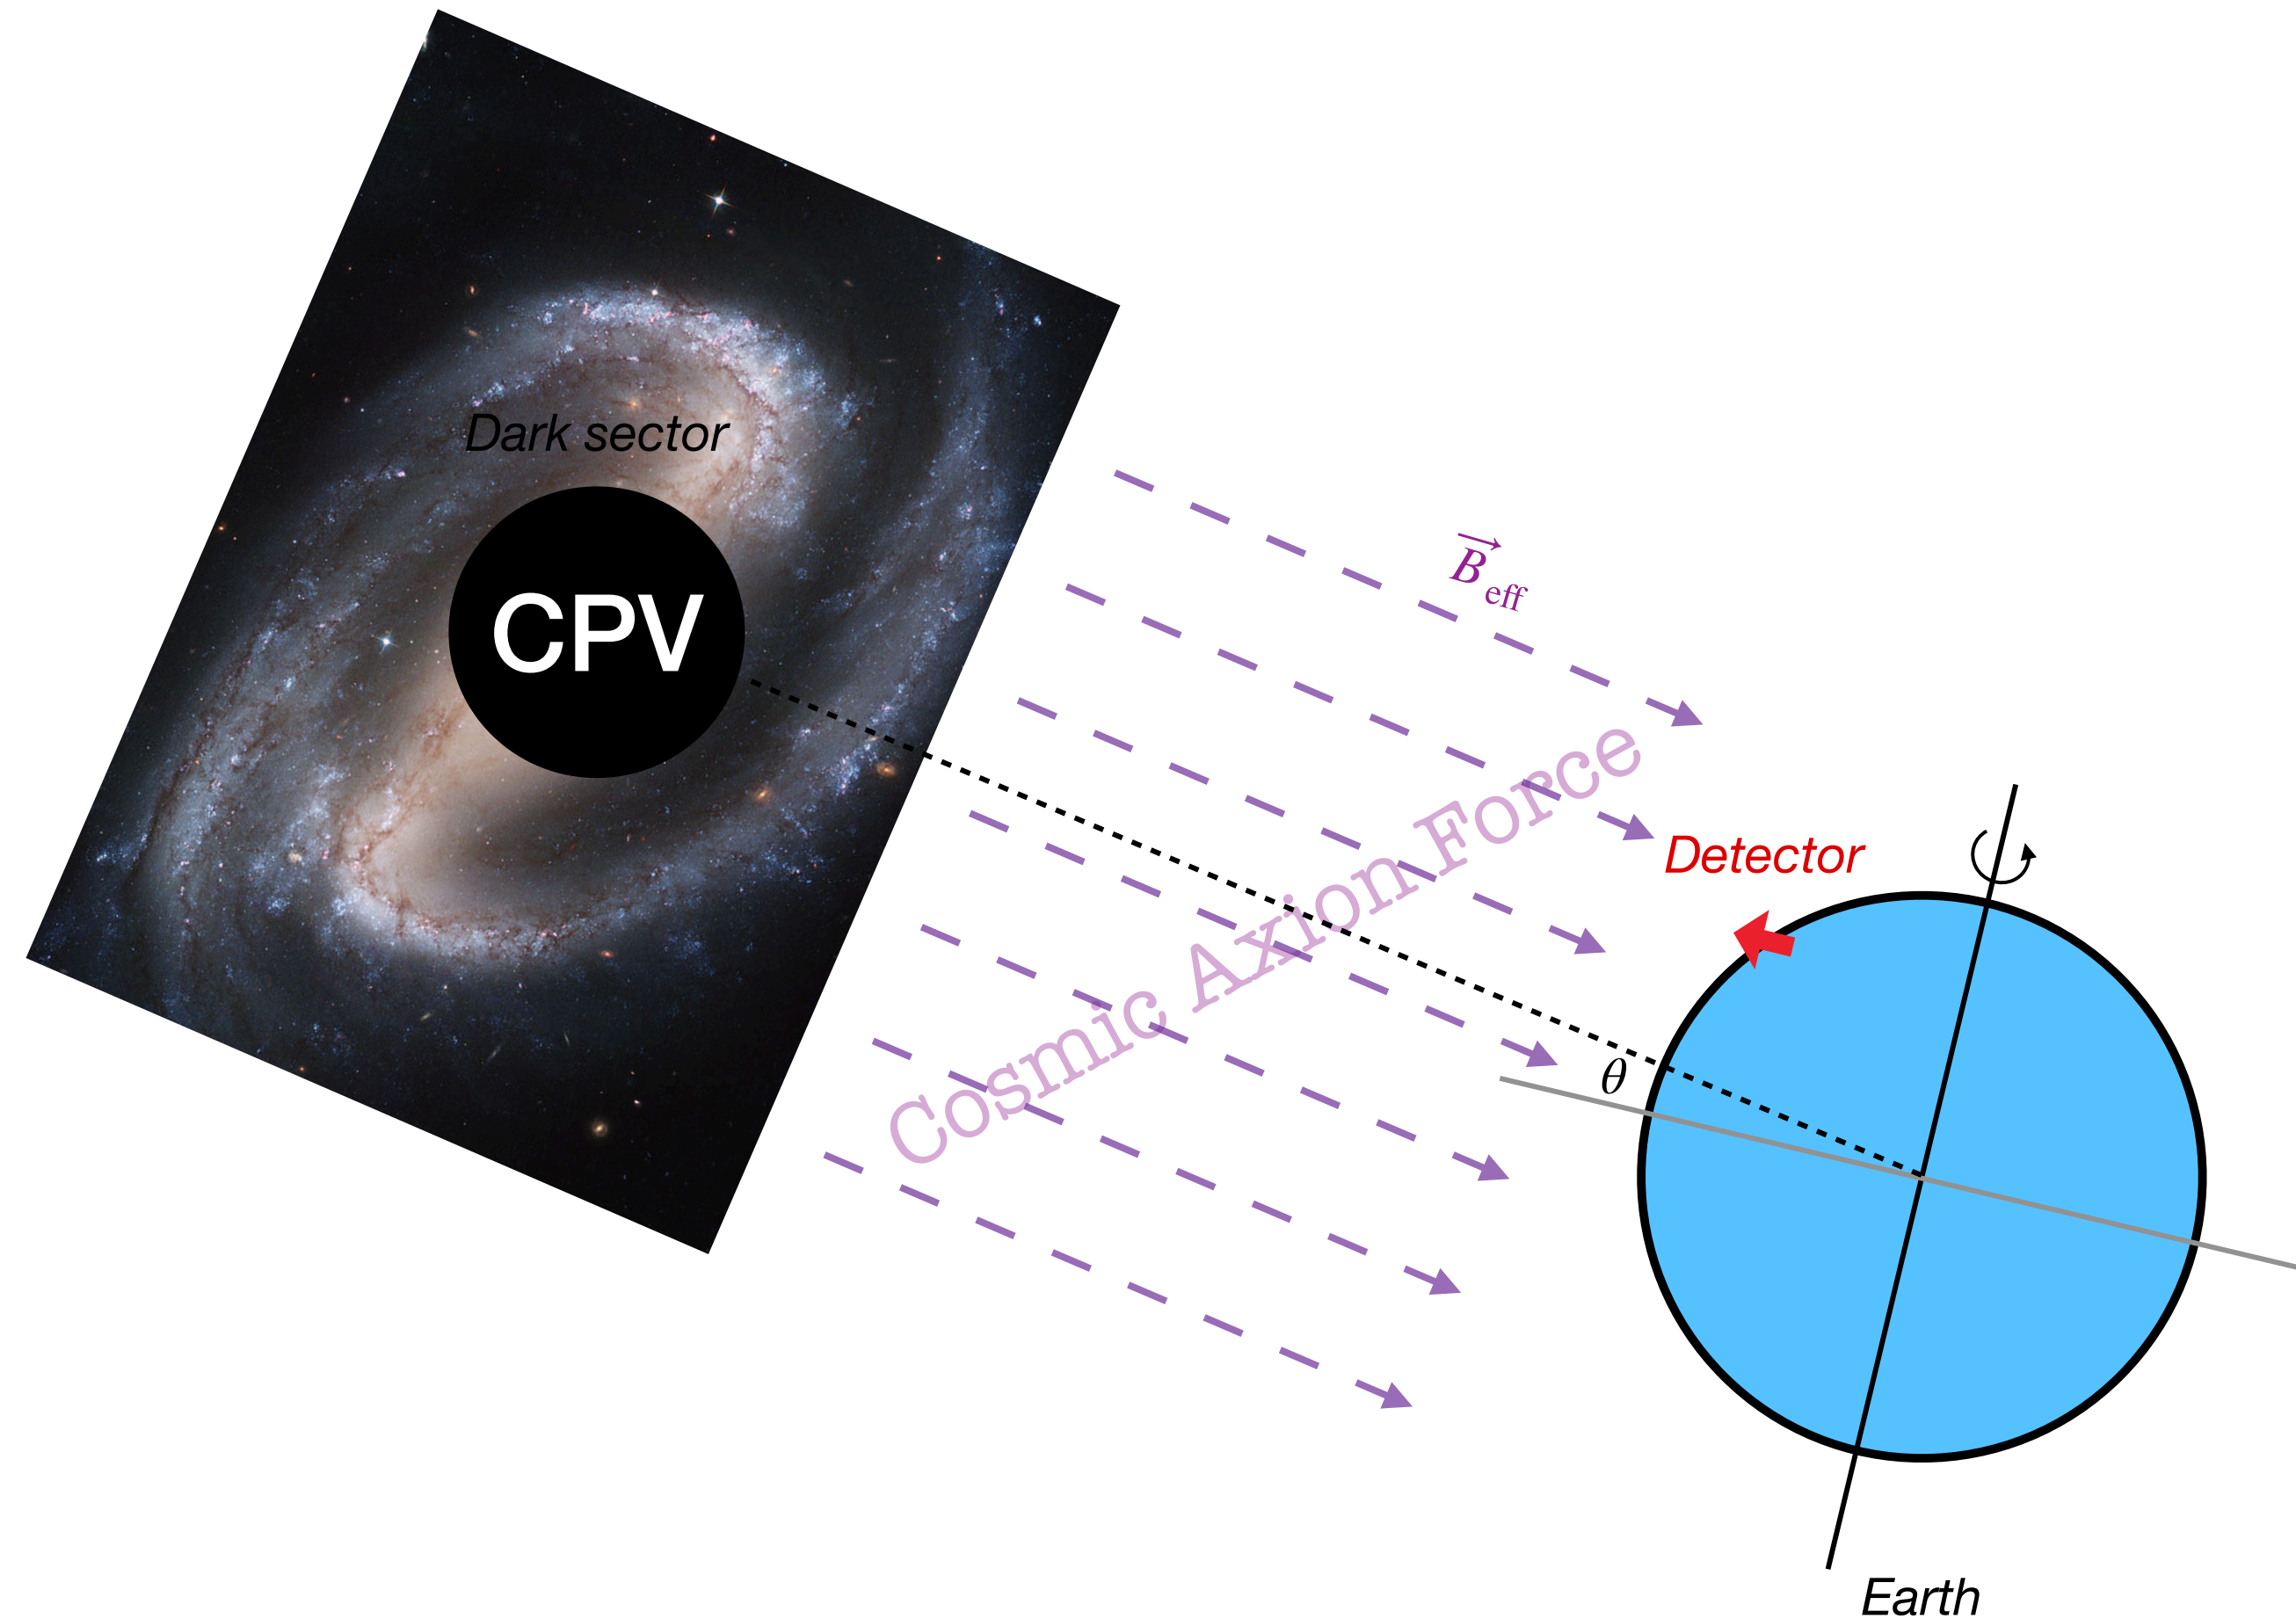 Dark sector
CPV
B⃗eff
Cosmic Axion Force
Detector
θ
Earth